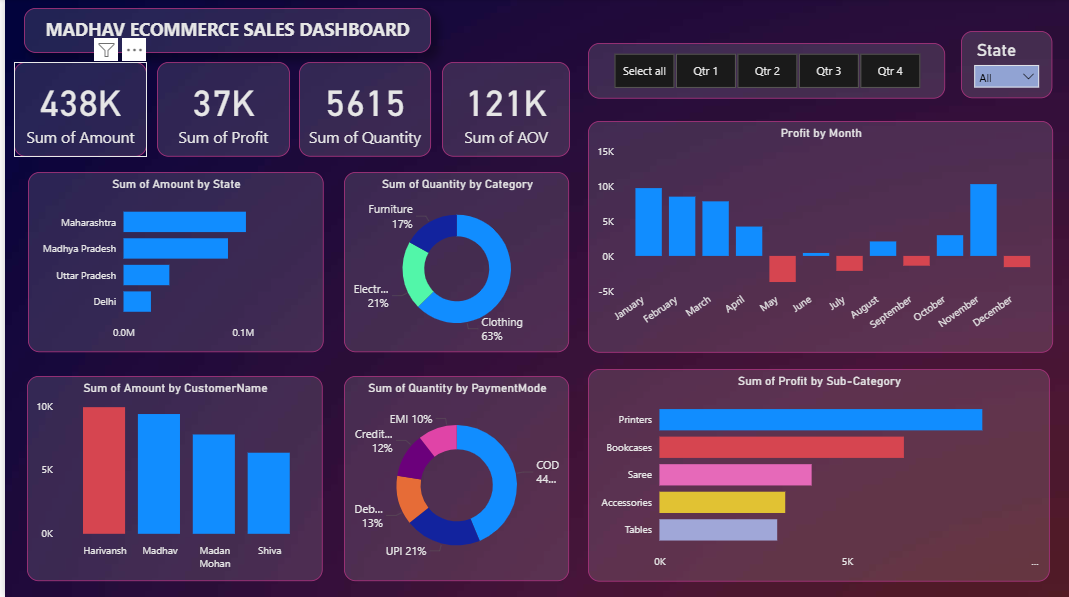 MADHAV ECOMMERCE SALES DASHBOARD
438K
Sum of Amount
37K
Sum of Profit
5615
Sum of Quantity
121K
Sum of AOV
Select all
Qtr 1
Qtr 2
Qtr 3
Qtr 4
State
All
Sum of Amount by State
Maharashtra
Madhya Pradesh
Uttar Pradesh
Delhi
0.0M
0.1M
Sum of Quantity by Category
Furniture
17%
Electr...
21%
Clothing
63%
Profit by Month
15K
10K
5K
0K
-5K
January
February
March
April
May
June
July
August
September
October
November
December
Sum of Amount by CustomerName
10K
5K
0K
Harivansh
Madhav
Madan
Mohan
Shiva
Sum of Quantity by PaymentMode
EMI 10%
Credit...
12%
Deb...
13%
UPI 21%
COD
44...
Sum of Profit by Sub-Category
Printers
Bookcases
Saree
Accessories
Tables
0K
5K
...